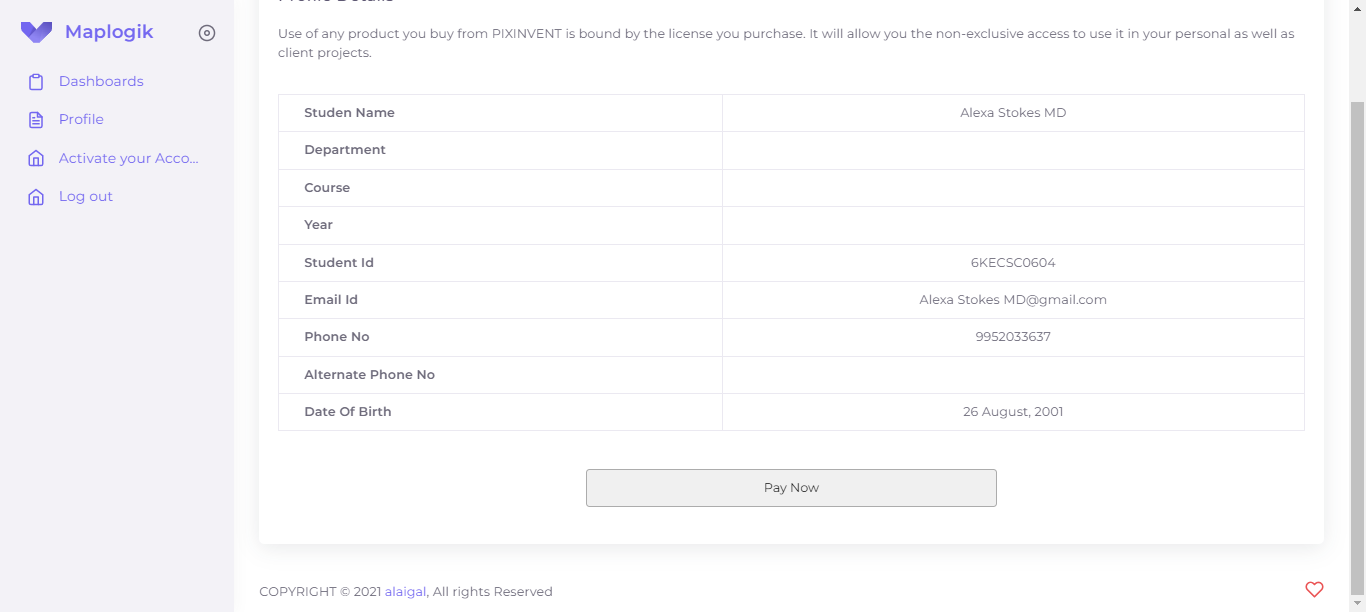 Profile Details
Maplogik
Dashboards
Profile
Activate your Acco...
Log out
Use of any product you buy from PIXINVENT is bound by the license you purchase. It will allow you the non-exclusive access to use it in your personal as well as
client projects.
Studen Name Alexa Stokes MD
Department
Course
Year
Student Id 6KECSC0604
Email Id Alexa Stokes MD@gmail.com
Phone No 9952033637
Alternate Phone No
Date Of Birth 26 August, 2001
Pay Now
COPYRIGHT © 2021 alaigal, All rights Reserved